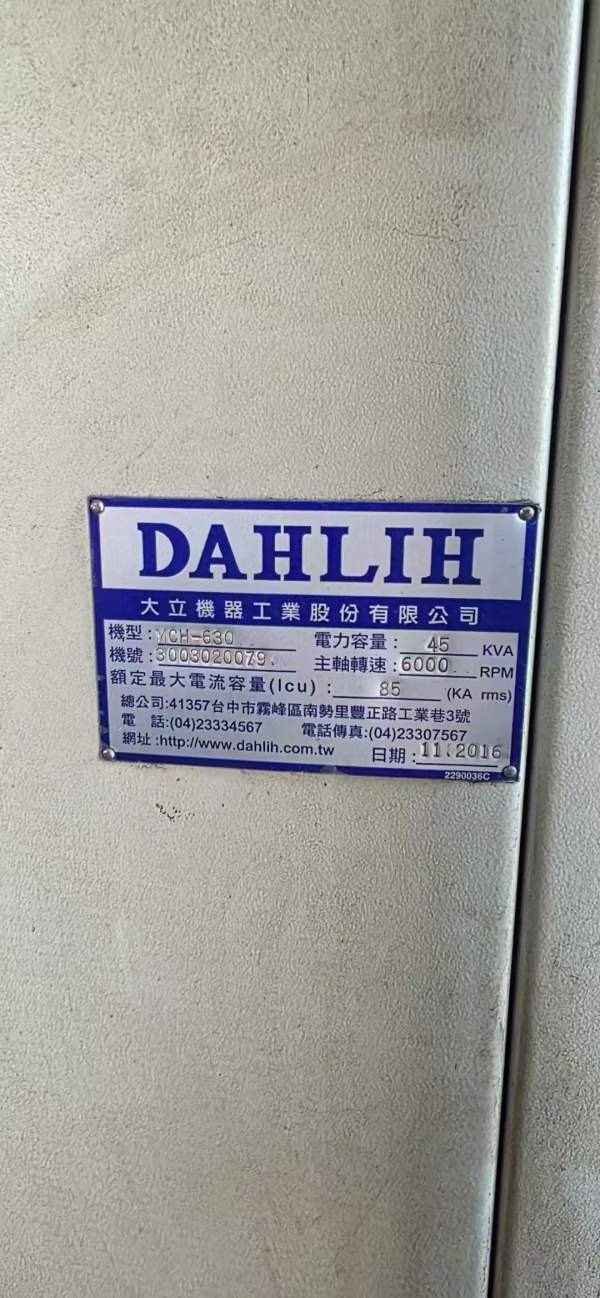 DAHLIH
大立機器工業股份有限公司
機型:MCH-630 電力容量: 45 KVA
機號:3003020079 主軸轉速:6000 RPM
額定最大電流容量(Icu) : 85 (KA rms)
總公司:41357台中市霧峰區南勢里豐正路工業巷3號
電 話:(04)23334567 電話傳真:(04)23307567
網址:http://www.dahlih.com.tw 日期:11.2016
2290036C